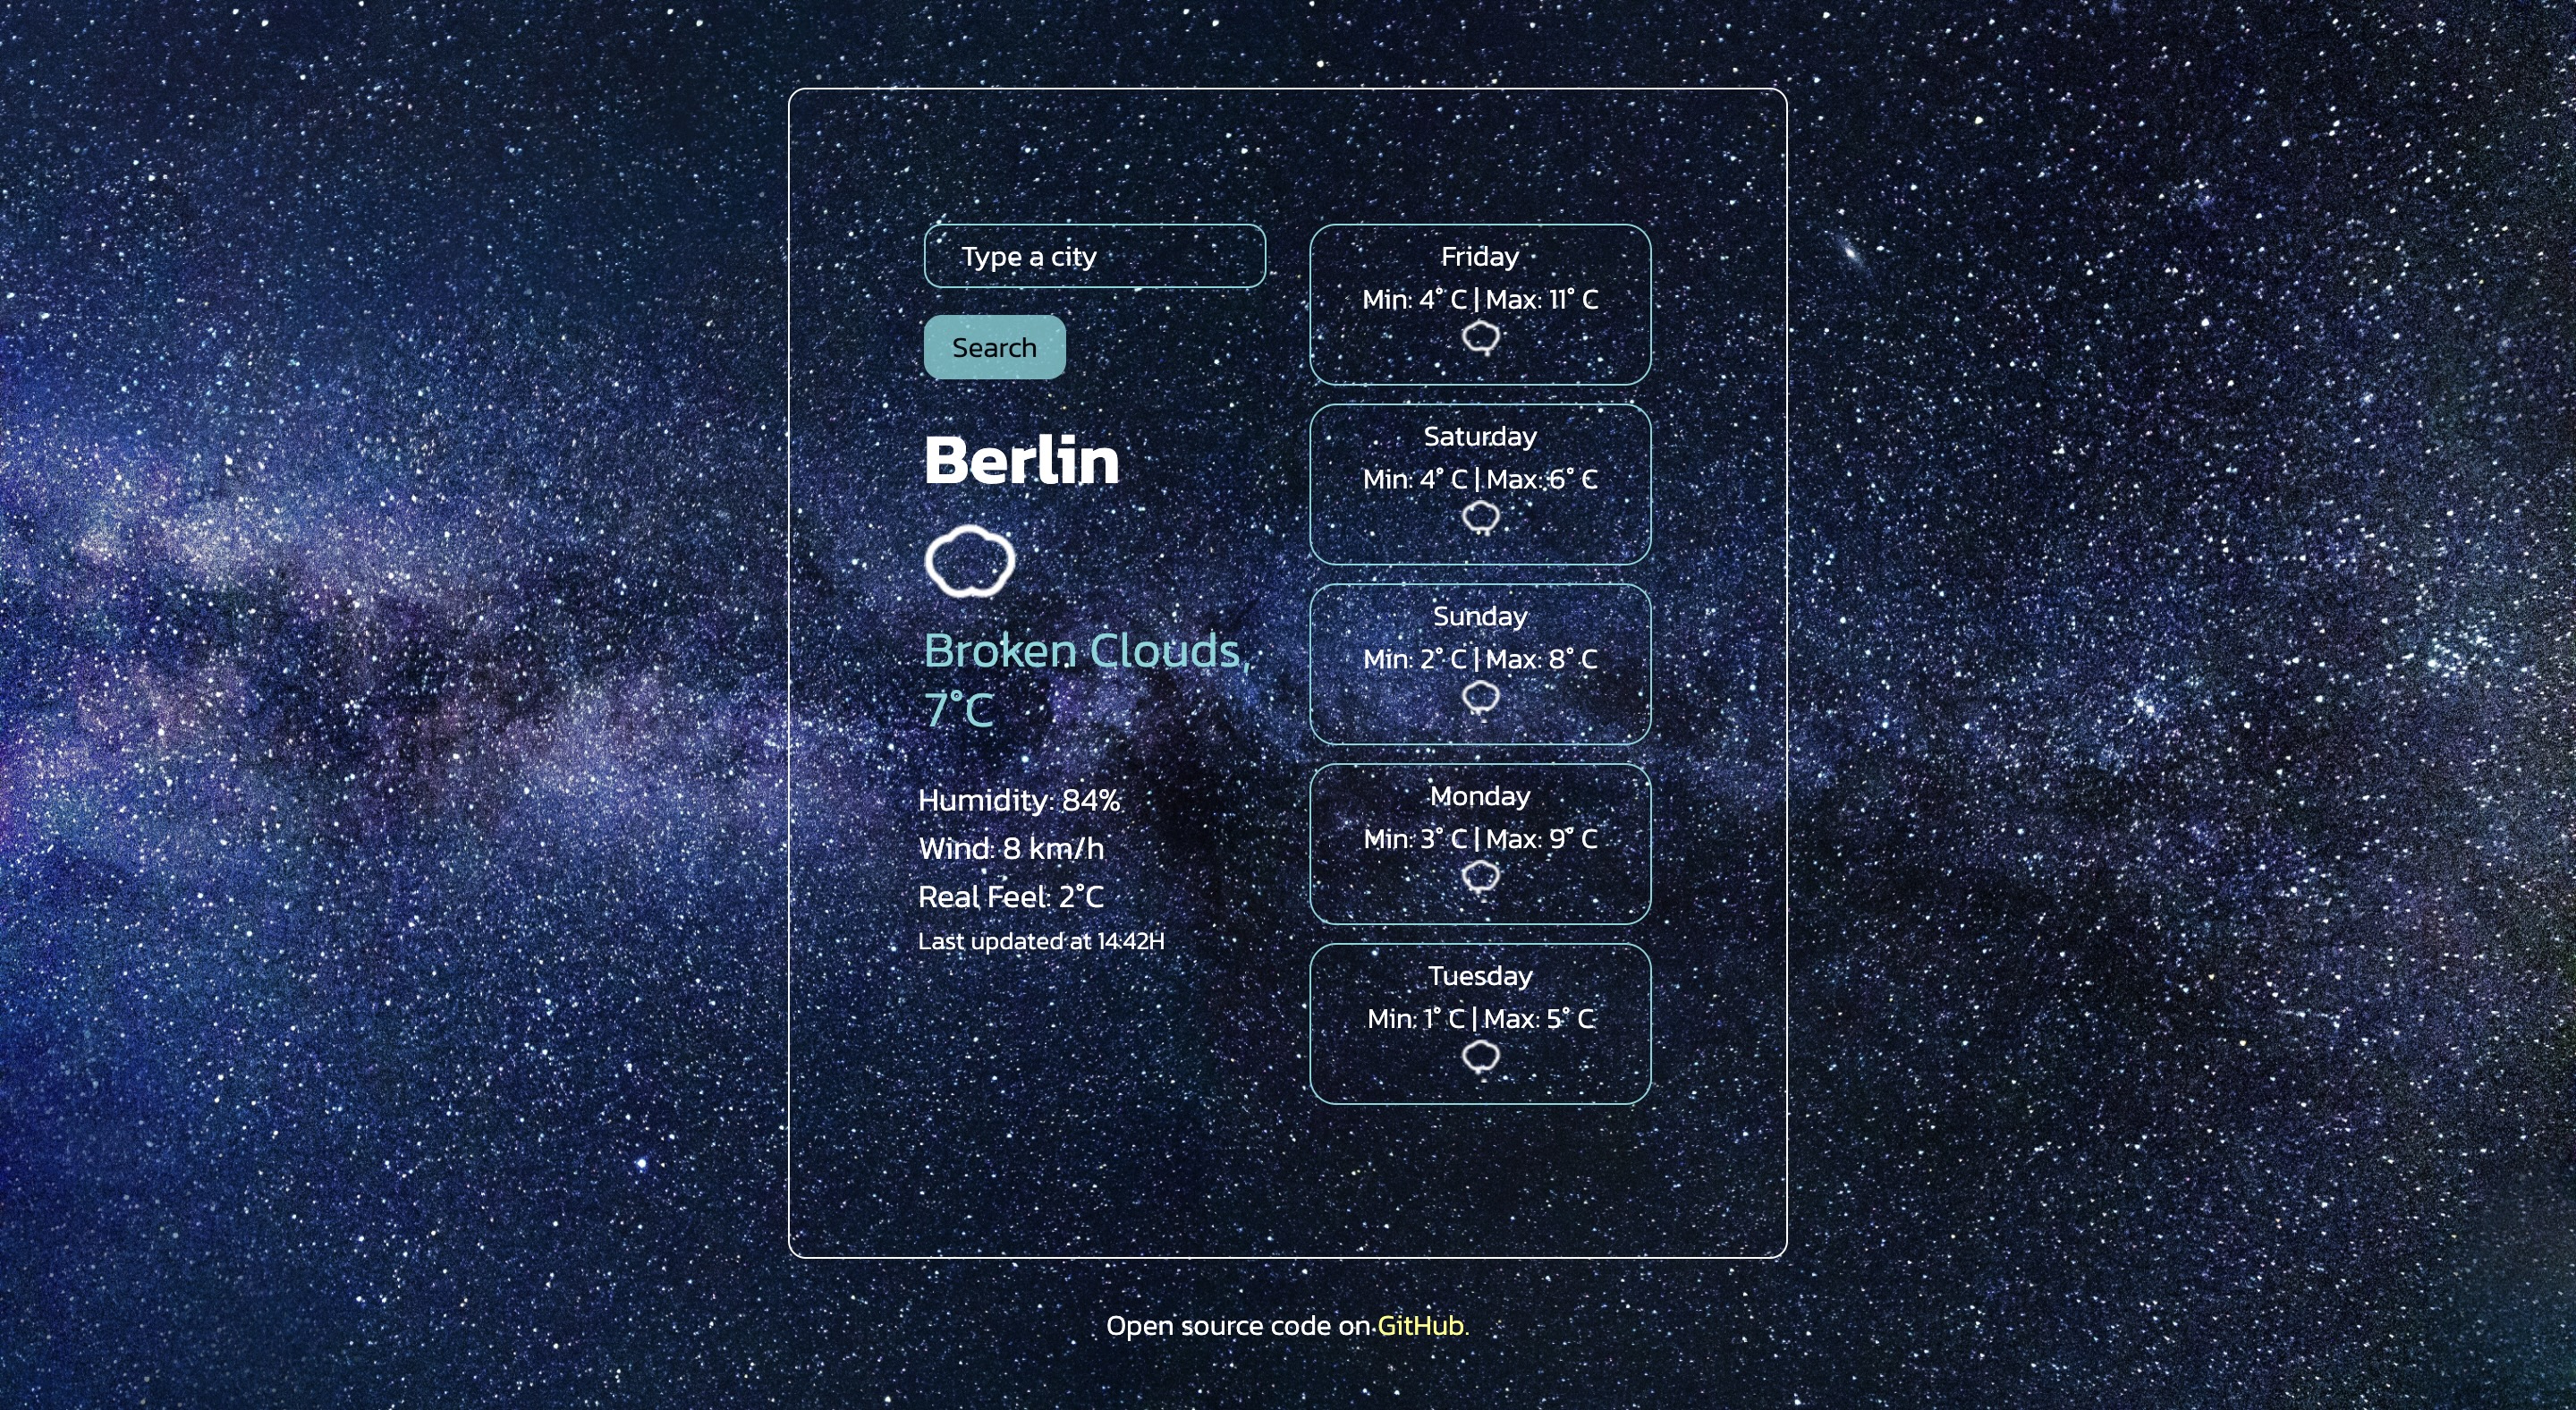 Type a city
Search
Berlin
Broken Clouds,
7°C
Humidity: 84%
Wind: 8 km/h
Real Feel: 2°C
Last updated at 14:42H
Friday
Min: 4° C | Max: 11° C
Saturday
Min: 4° C | Max: 6° C
Sunday
Min: 2° C | Max: 8° C
Monday
Min: 3° C | Max: 9° C
Tuesday
Min: 1° C | Max: 5° C
Open source code on GitHub.